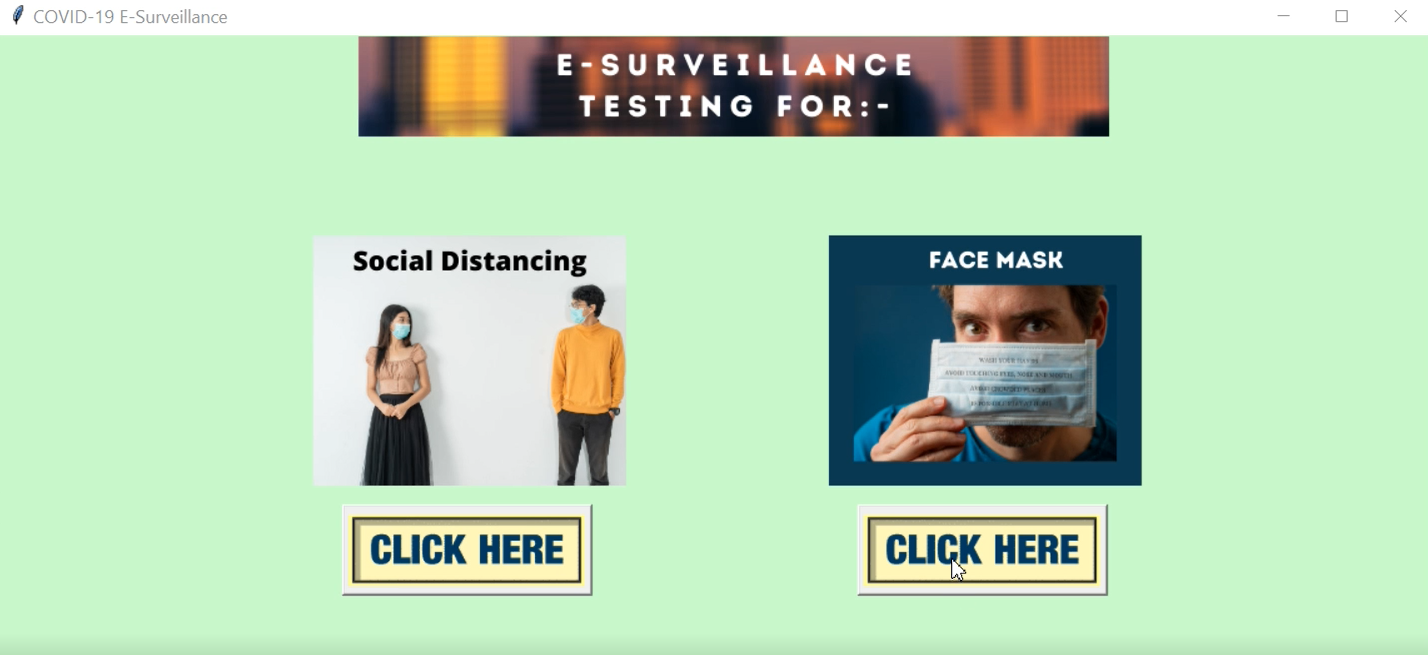 COVID-19 E-Surveillance
E-SURVEILLANCE
TESTING FOR:-
Social Distancing
FACE MASK
WASH YOUR HANDS
AVOID TOUCHING EYES, NOSE AND MOUTH
AVOID CROWDED PLACES
CLICK HERE
CLICK HERE